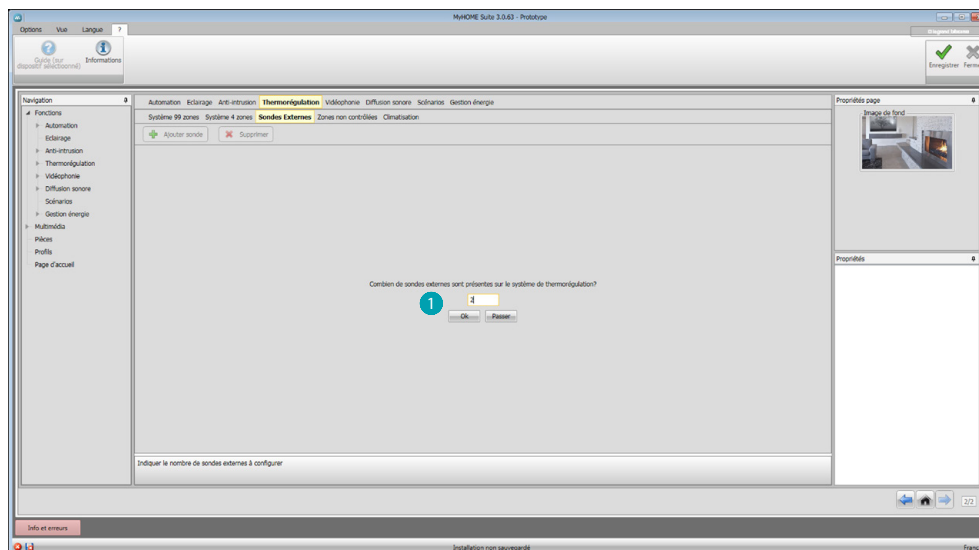 MyHOME Suite 3.0.63 - Prototype
Options Vue Langue ?
Guide (sur dispositif sélectionné)
Informations
Enregistrer Ferme
Navigation
Fonctions
Automation
Eclairage
Anti-intrusion
Thermorégulation
Vidéophonie
Diffusion sonore
Scénarios
Gestion énergie
Multimédia
Pièces
Profils
Page d'accueil
Automation Eclairage Anti-intrusion Thermorégulation Vidéophonie Diffusion sonore Scénarios Gestion énergie
Système 99 zones Système 4 zones Sondes Externes Zones non contrôlées Climatisation
Ajouter sonde Supprimer
Combien de sondes externes sont présentes sur le système de thermorégulation?
1
2
Ok Passer
Indiquer le nombre de sondes externes à configurer
Propriétés page
Image de fond
Propriétés
2/2
Info et erreurs
Installation non sauvegardé
Franç